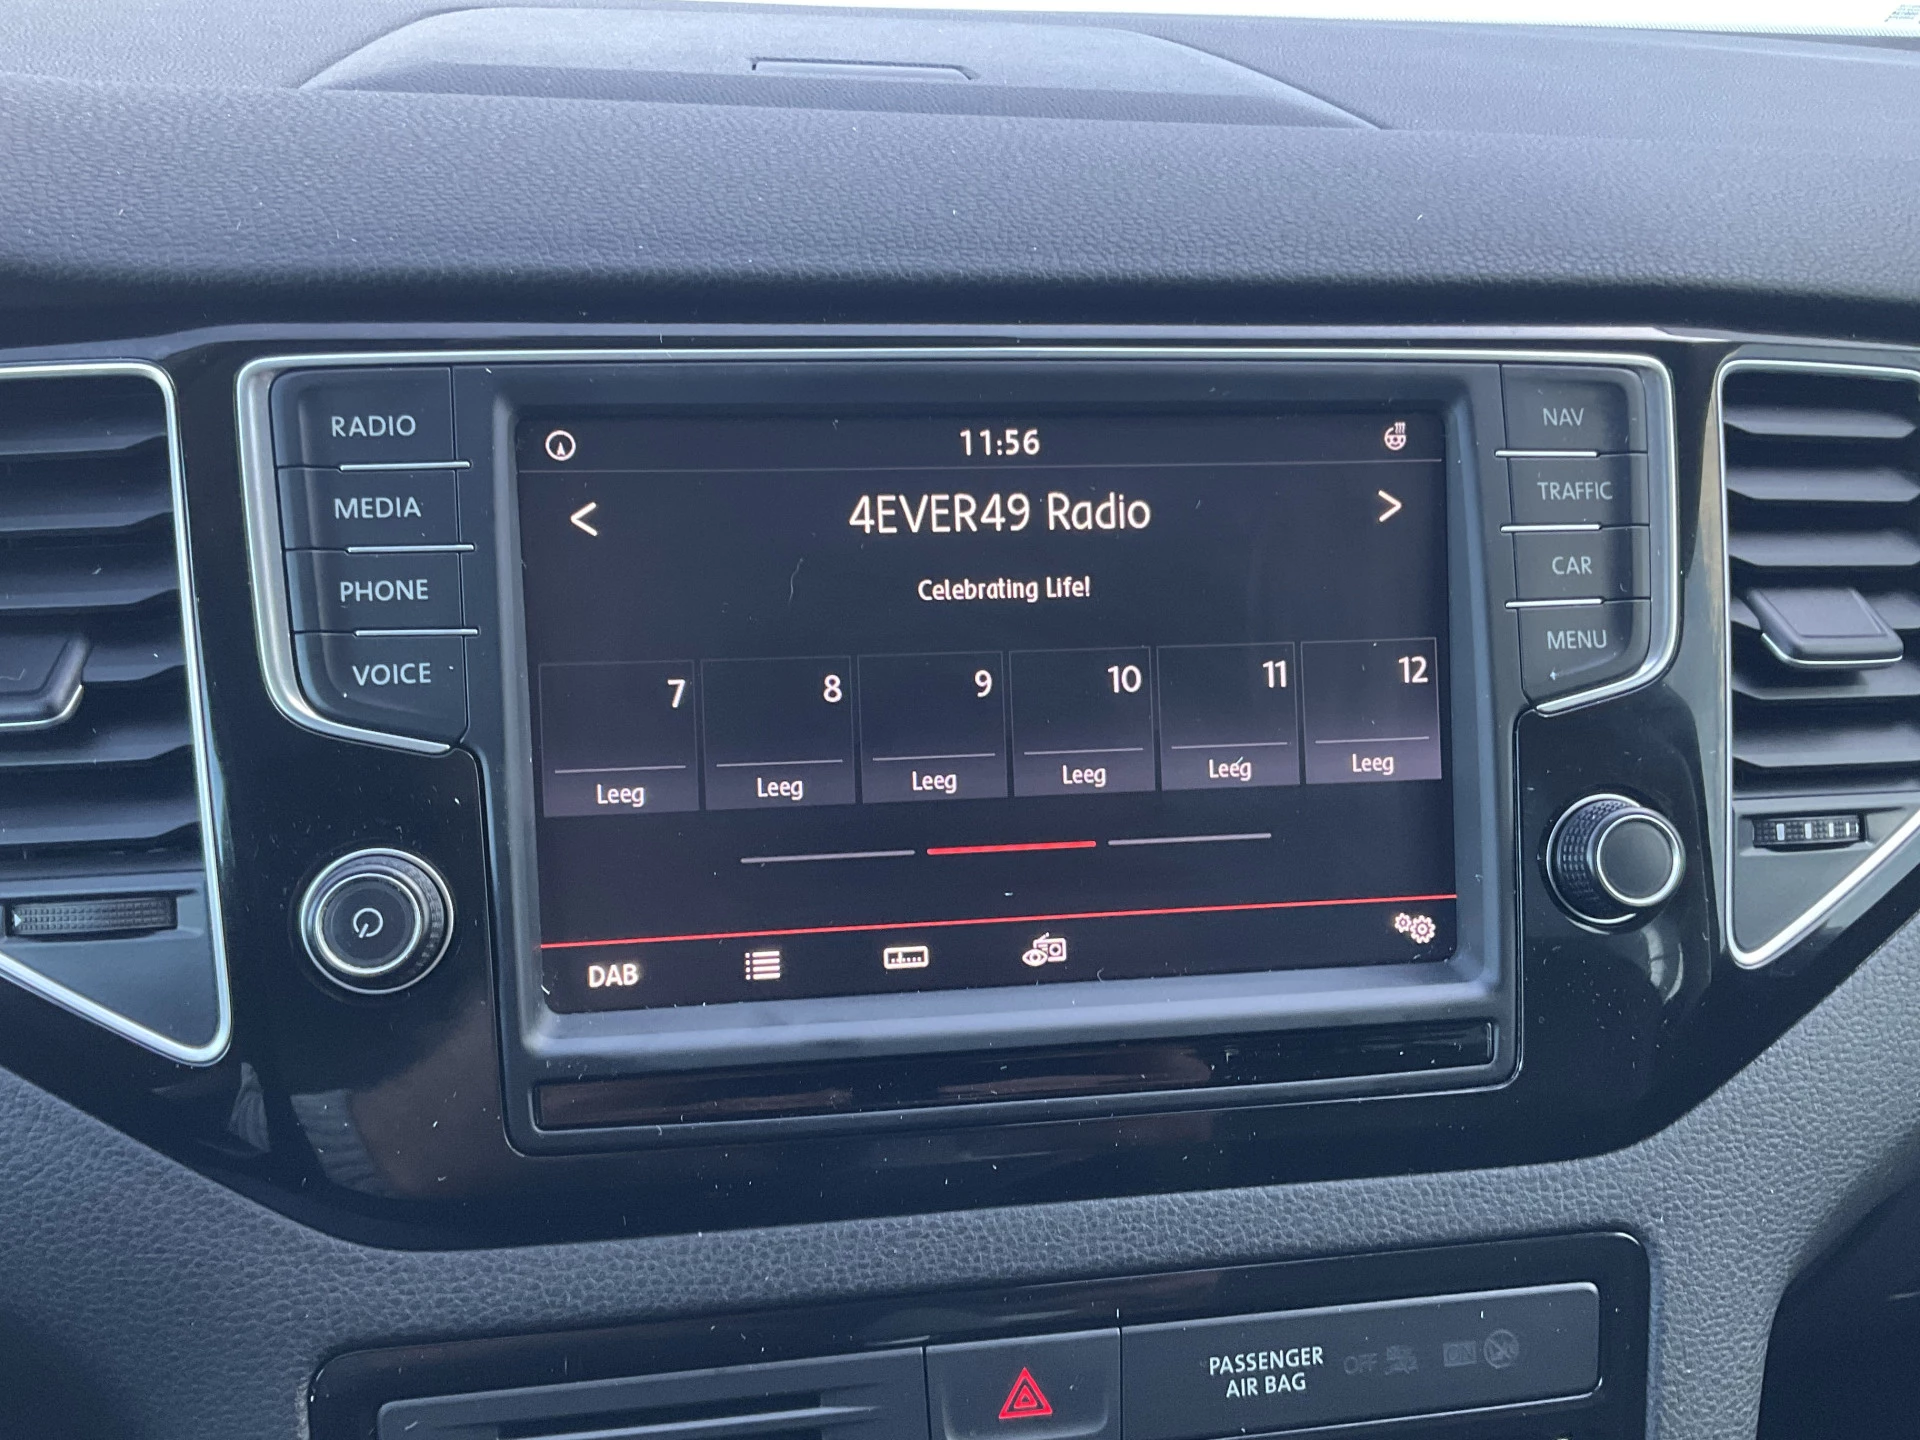 RADIO
MEDIA
PHONE
VOICE
11:56
< 4EVER49 Radio >
Celebrating Life!
7 8 9 10 11 12
Leeg Leeg Leeg Leeg Leeg Leeg
DAB
NAV
TRAFFIC
CAR
MENU
PASSENGER OFF ON
AIR BAG